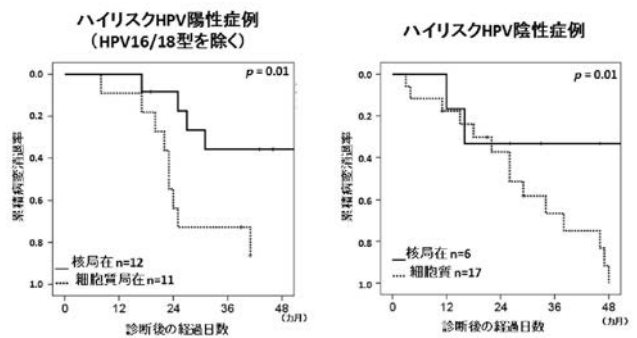 ハイリスクHPV陽性症例
(HPV16/18型を除く)
p = 0.01
0.0
0.2
0.4
0.6
0.8
1.0
累積病変消退率
核局在 n=12
細胞質局在 n=11
0 12 24 36 48
(カ月)
診断後の経過日数
ハイリスクHPV陰性症例
p = 0.01
0.0
0.2
0.4
0.6
0.8
1.0
累積病変消退率
核局在 n=6
細胞質 n=17
0 12 24 36 48
(カ月)
診断後の経過日数